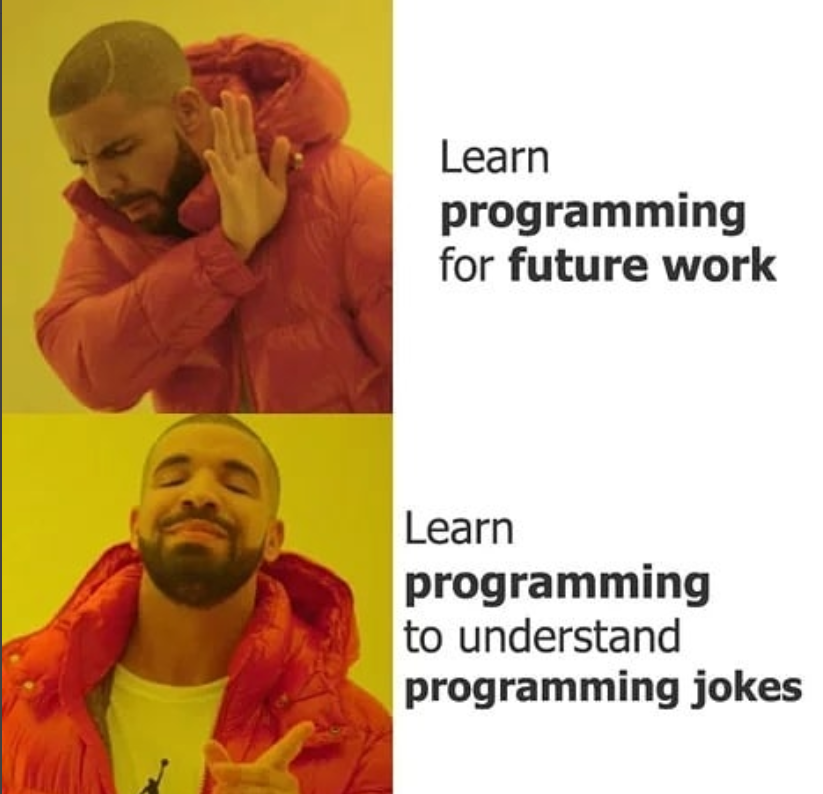 Learn
programming
for future work
Learn
programming
to understand
programming jokes